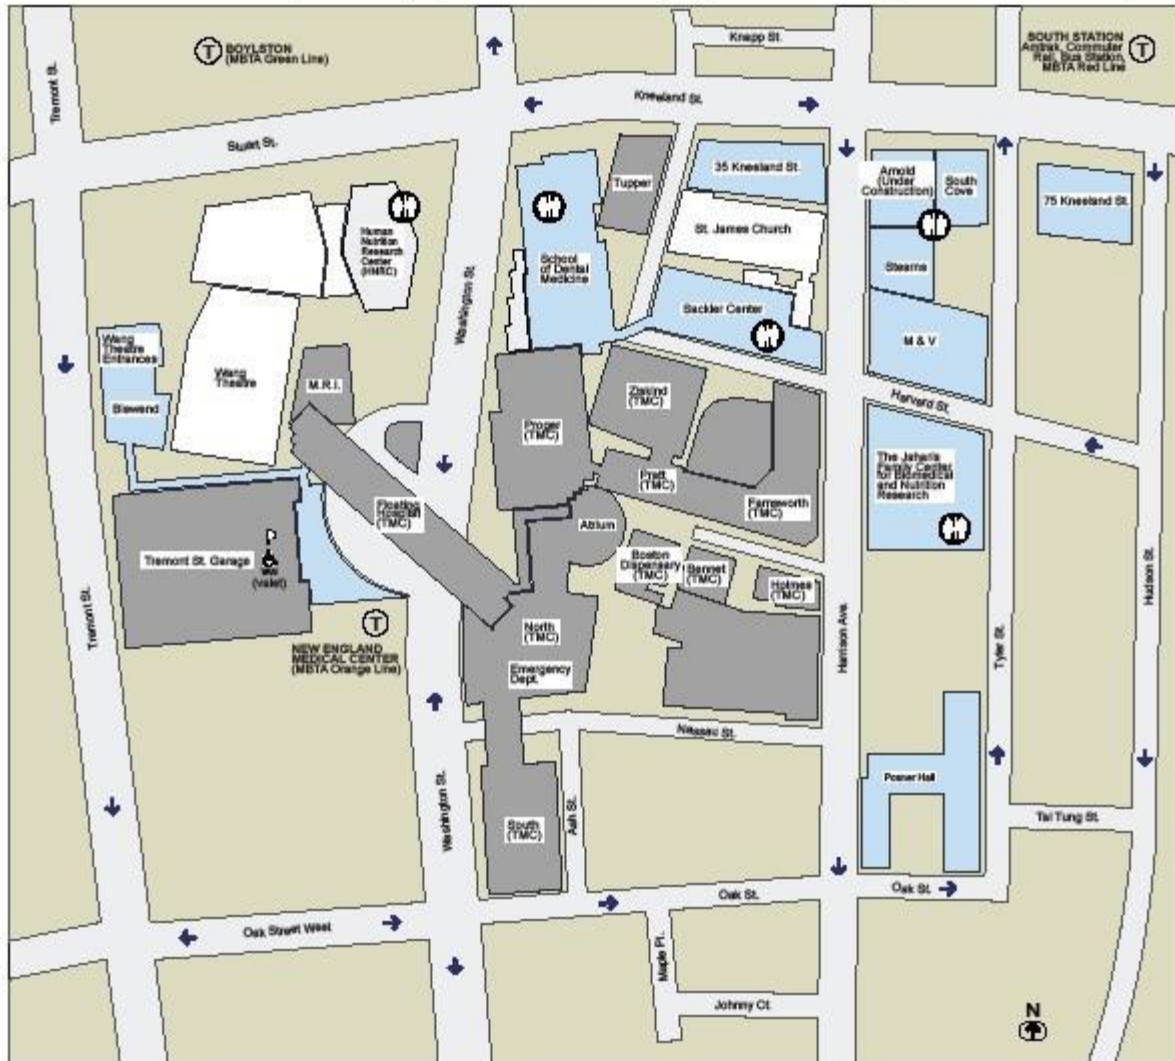 BOYLSTON
(MBTA Green Line)
Knapp St.
SOUTH STATION
Amtrak, Commuter
Rail, Bus Station,
MBTA Red Line
Tremont St.
Kneeland St.
Stuart St.
Tupper
35 Kneeland St.
Arnold
(Under
Construction)
South
Cove
75 Kneeland St.
Human
Nutrition
Research
Center
(HNRC)
St. James Church
School
of Dental
Medicine
Washington St.
Stearns
Sackler Center
Wang
Theatre
Entrances
M & V
Wang
Theatre
M.R.I.
Ziskind
(TMC)
Harvard St.
Biewend
Proger
(TMC)
Pratt
(TMC)
The Jaharis
Family Center
for Biomedical
and Nutrition
Research
Floating
Hospital
(TMC)
Farnsworth
(TMC)
Atrium
P
Tremont St. Garage
(valet)
Boston
Dispensary
(TMC)
Bennet
(TMC)
Holmes
(TMC)
Hudson St.
Tremont St.
T
NEW ENGLAND
MEDICAL CENTER
(MBTA Orange Line)
North
(TMC)
Emergency
Dept.
Harrison Ave.
Tyler St.
Nassau St.
Posner Hall
Washington St.
South
(TMC)
Ash St.
Tai Tung St.
Oak St.
Oak St.
Oak Street West
Maple Pl.
Johnny Ct.
N
T
T